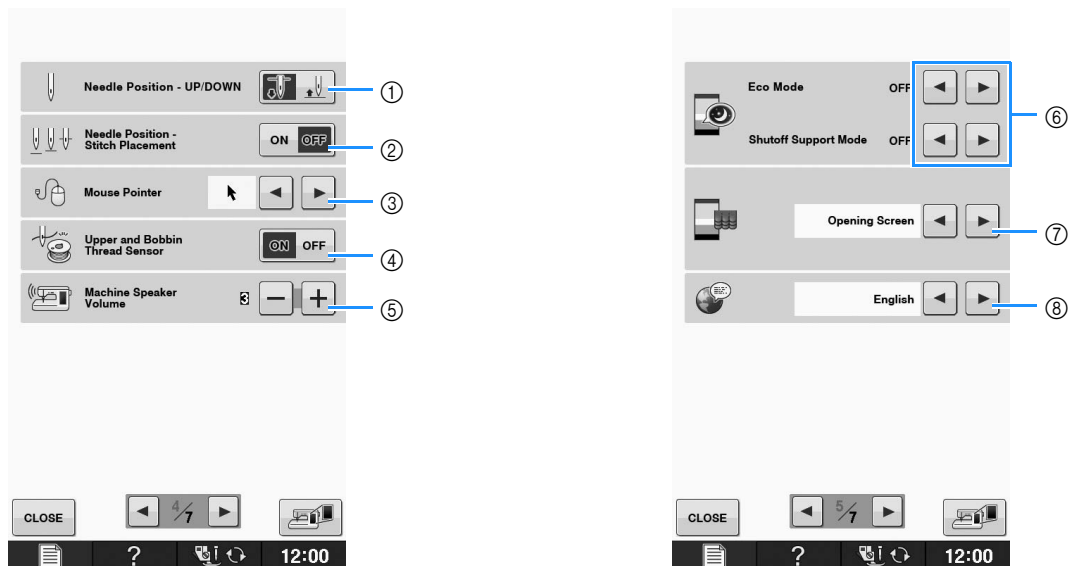 Needle Position - UP/DOWN
①
Needle Position -
Stitch Placement
ON OFF
②
Mouse Pointer
③
Upper and Bobbin
Thread Sensor
ON OFF
④
Machine Speaker
Volume
3
⑤
CLOSE
4/7
?
12:00
Eco Mode
OFF
Shutoff Support Mode
OFF
⑥
Opening Screen
⑦
English
⑧
CLOSE
5/7
?
12:00